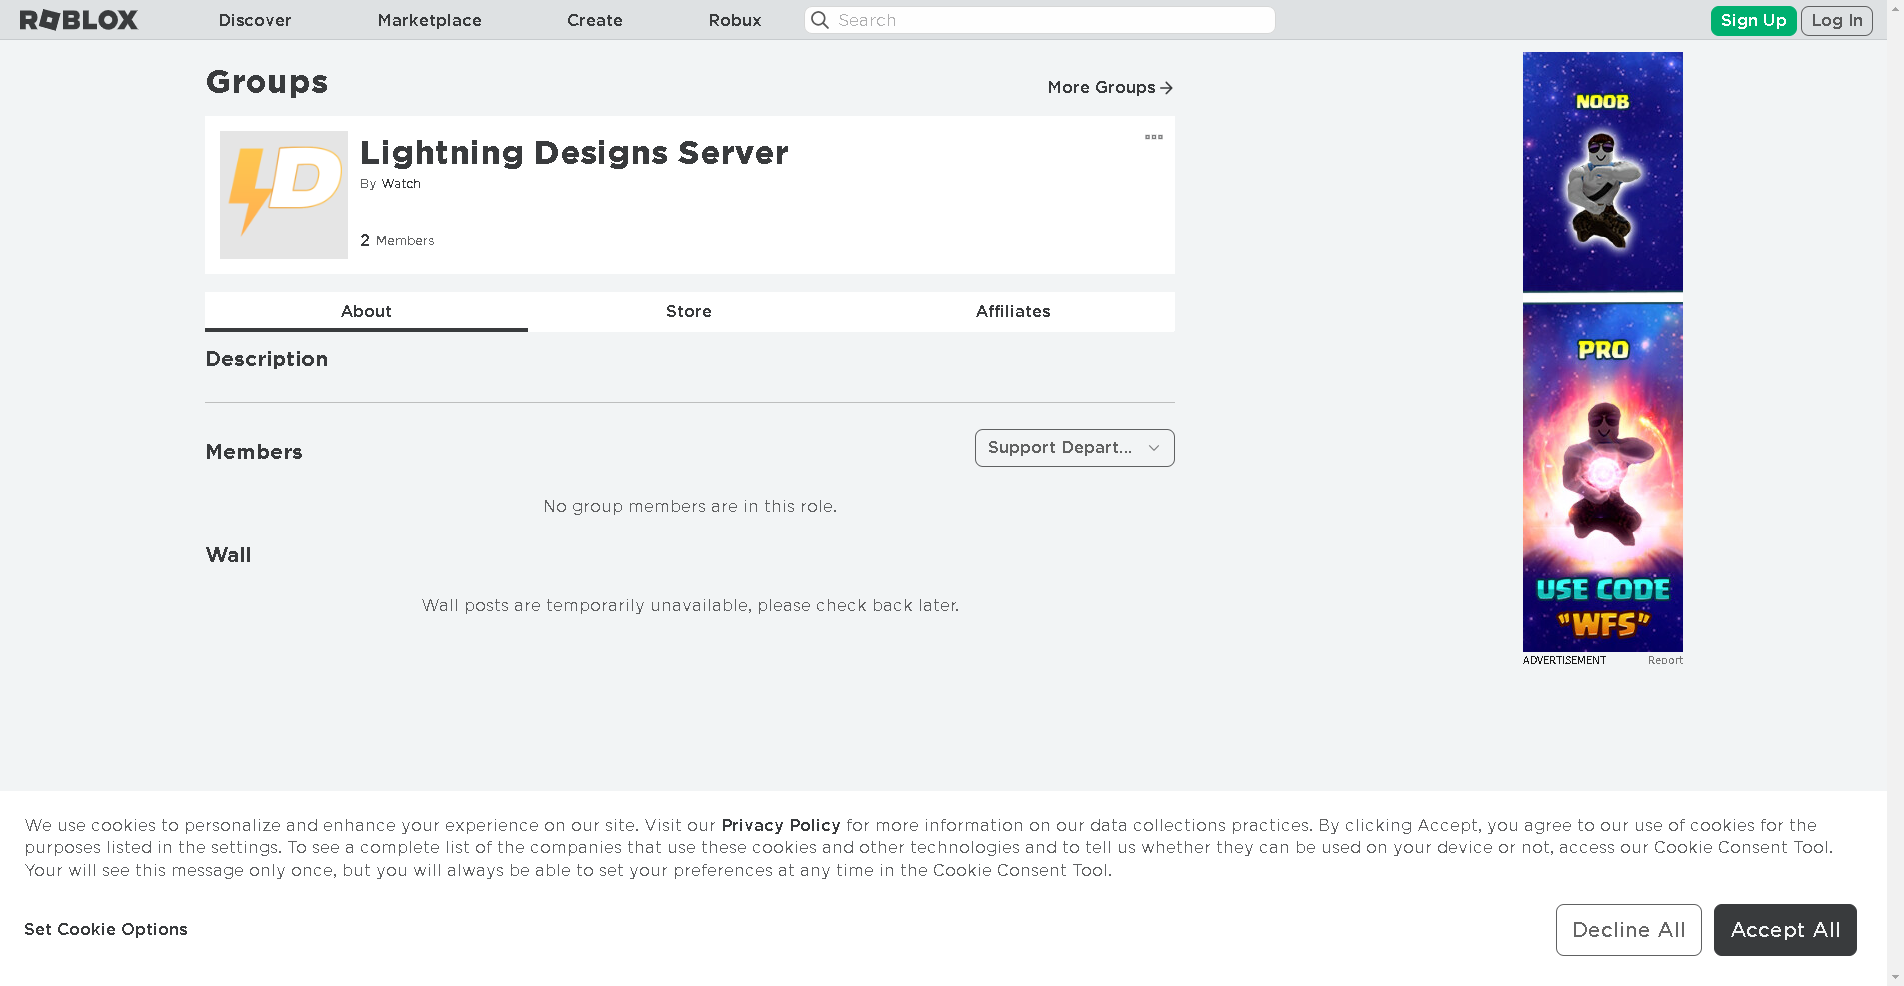 ROBLOX
Discover
Marketplace
Create
Robux
Search
Sign Up
Log In
Groups
More Groups
LD
Lightning Designs Server
By Watch
2 Members
About
Store
Affiliates
Description
Members
Support Depart...
No group members are in this role.
Wall
Wall posts are temporarily unavailable, please check back later.
NOOB
PRO
USE CODE
"WFS"
ADVERTISEMENT
Report
We use cookies to personalize and enhance your experience on our site. Visit our Privacy Policy for more information on our data collections practices. By clicking Accept, you agree to our use of cookies for the
purposes listed in the settings. To see a complete list of the companies that use these cookies and other technologies and to tell us whether they can be used on your device or not, access our Cookie Consent Tool.
Your will see this message only once, but you will always be able to set your preferences at any time in the Cookie Consent Tool.
Set Cookie Options
Decline All
Accept All